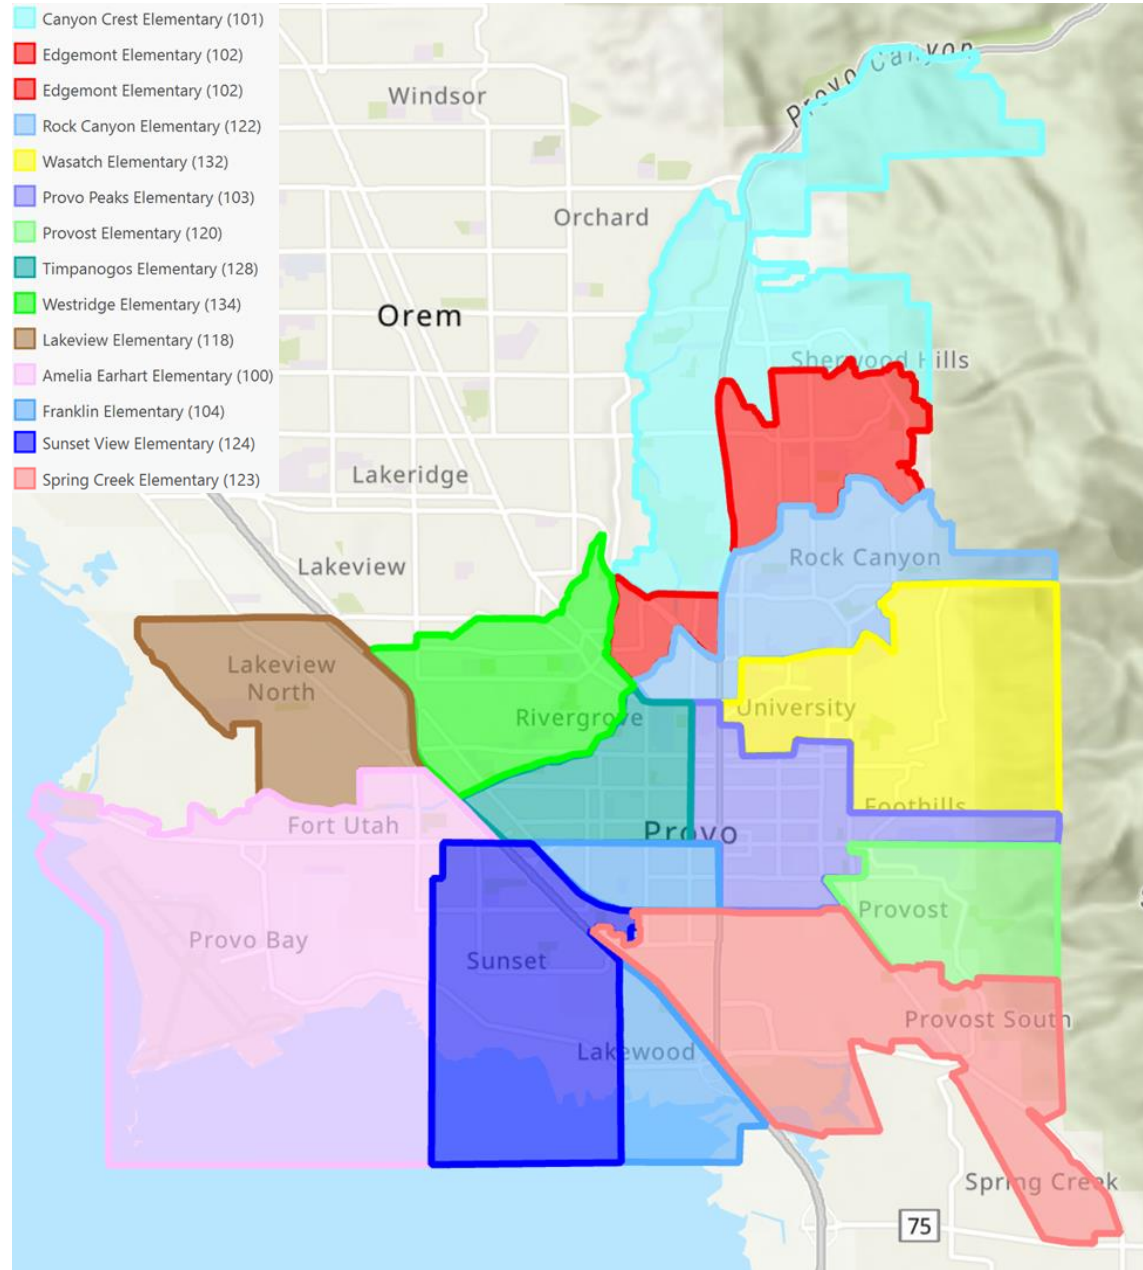 Canyon Crest Elementary (101)
Edgemont Elementary (102)
Edgemont Elementary (102)
Rock Canyon Elementary (122)
Wasatch Elementary (132)
Provo Peaks Elementary (103)
Provost Elementary (120)
Timpanogos Elementary (128)
Westridge Elementary (134)
Lakeview Elementary (118)
Amelia Earhart Elementary (100)
Franklin Elementary (104)
Sunset View Elementary (124)
Spring Creek Elementary (123)
Provo Canyon
Windsor
Orchard
Orem
Sherwood Hills
Lakeridge
Rock Canyon
Lakeview
Lakeview
North
Rivergrove
University
Foothills
Fort Utah
Provo
Provost
Provo Bay
Sunset
Provost South
Lakewood
Spring Creek
75